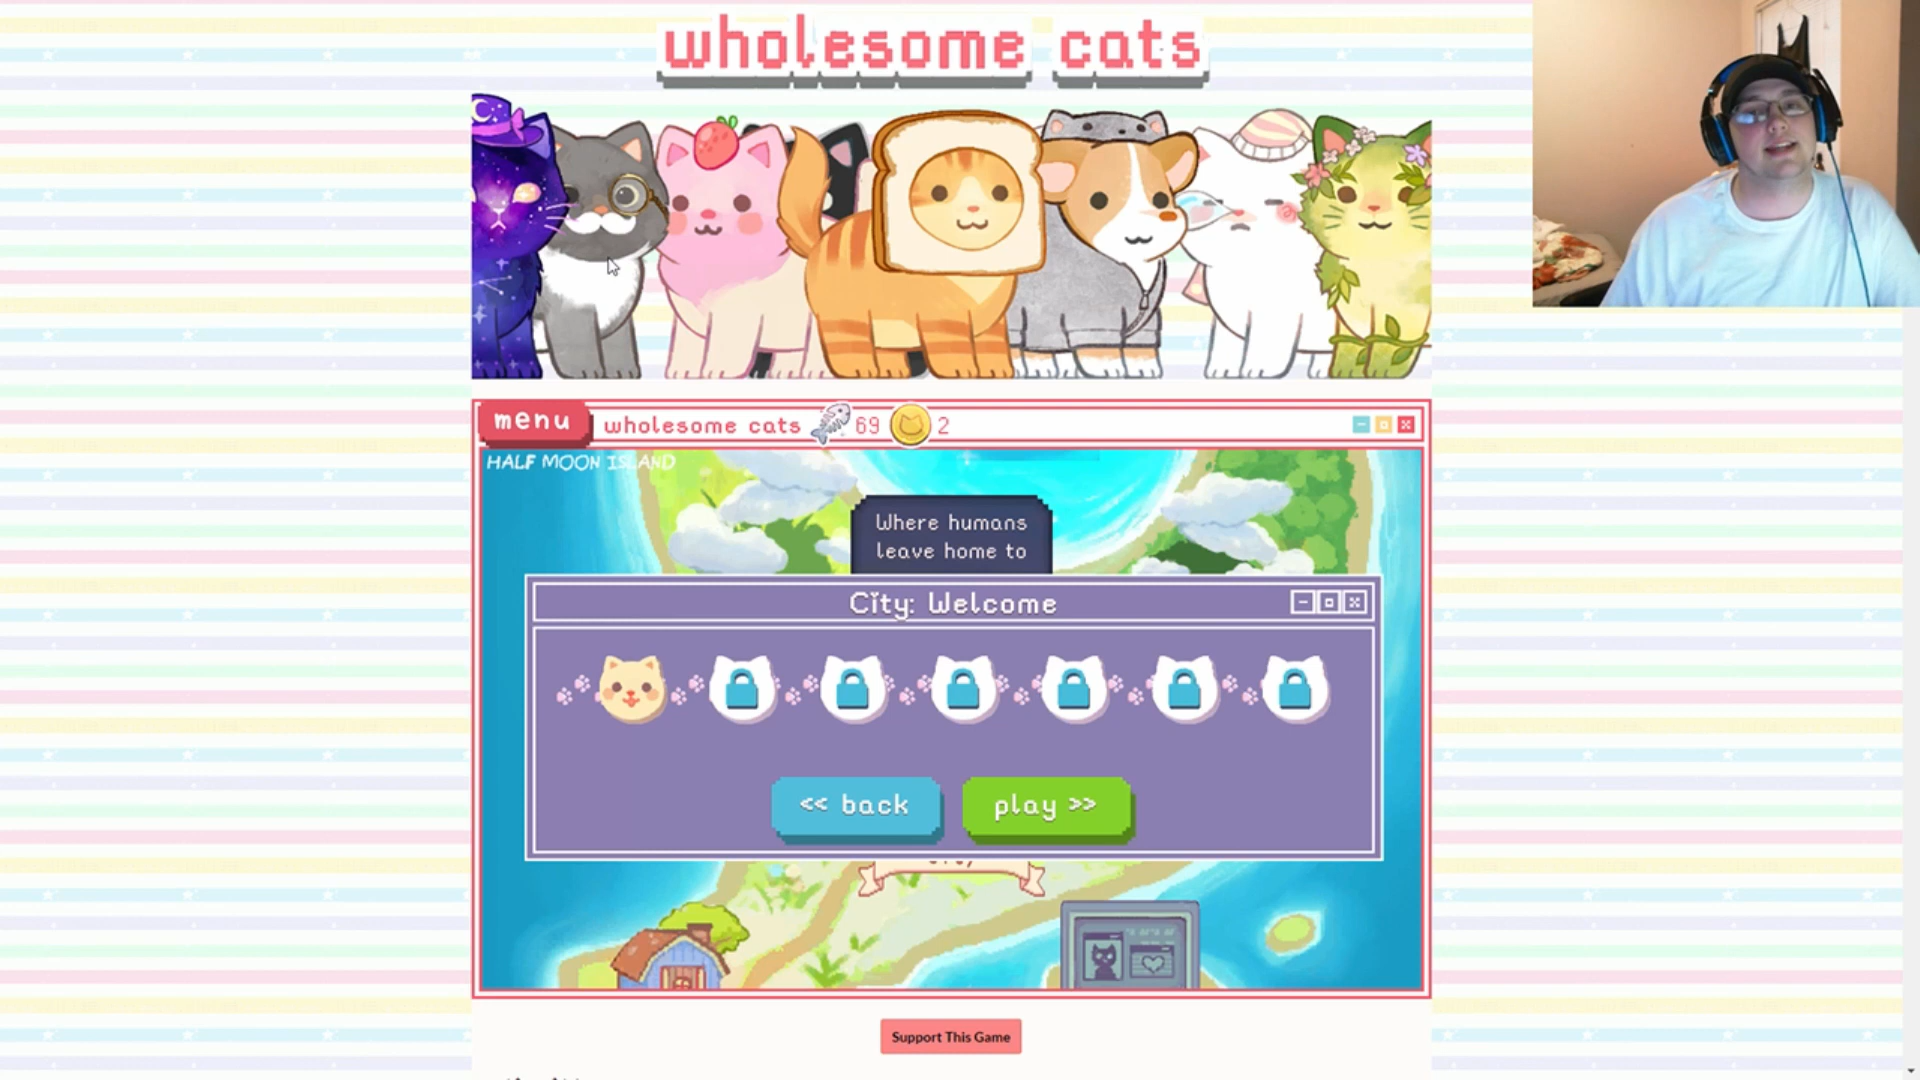 wholesome cats
menu
wholesome cats 69 2
HALF MOON ISLAND
Where humans
leave home to
City: Welcome
<< back
play >>
Support This Game